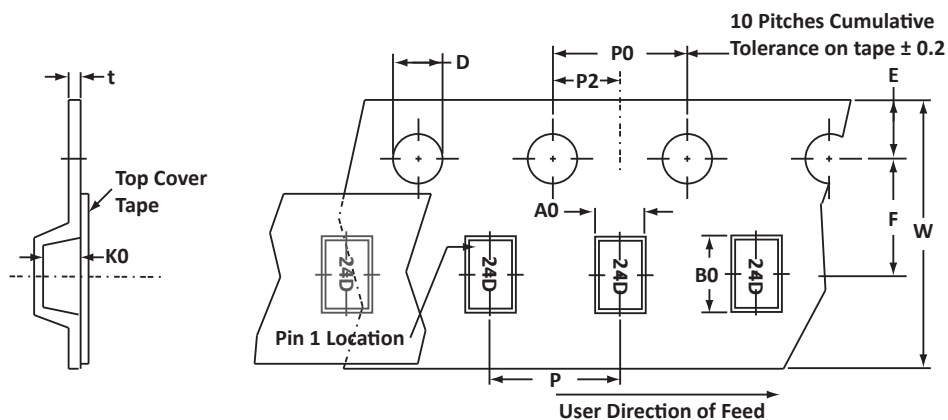 10 Pitches Cumulative
Tolerance on tape ± 0.2
P0
D
P2
E
t
Top Cover
Tape
A0
F
W
K0
B0
24D
24D
24D
24D
Pin 1 Location
P
User Direction of Feed